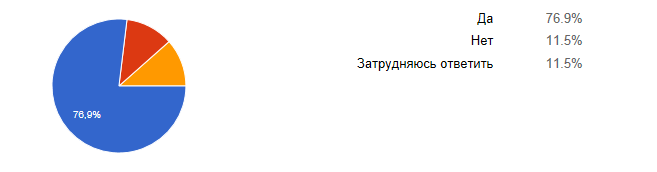 Да 76.9%
Нет 11.5%
Затрудняюсь ответить 11.5%
76,9%